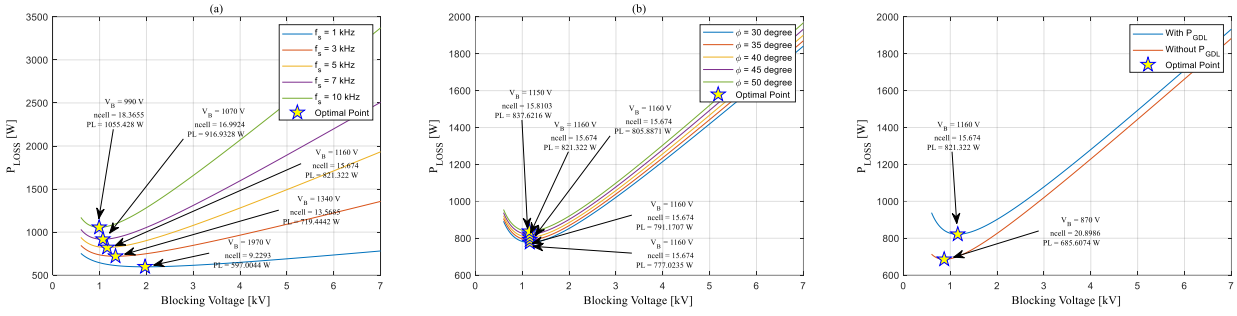 (a)
3500
3000
2500
2000
1500
1000
500
0
1
2
3
4
5
6
7
P_LOSS [W]
Blocking Voltage [kV]
f_s = 1 kHz
f_s = 3 kHz
f_s = 5 kHz
f_s = 7 kHz
f_s = 10 kHz
Optimal Point
V_B = 990 V
ncell = 18.3655
PL = 1055.428 W
V_B = 1070 V
ncell = 16.9924
PL = 916.9328 W
V_B = 1160 V
ncell = 15.674
PL = 821.322 W
V_B = 1340 V
ncell = 13.5685
PL = 719.4442 W
V_B = 1970 V
ncell = 9.2293
PL = 597.0044 W
(b)
2000
1800
1600
1400
1200
1000
800
600
0
1
2
3
4
5
6
7
P_LOSS [W]
Blocking Voltage [kV]
ϕ = 30 degree
ϕ = 35 degree
ϕ = 40 degree
ϕ = 45 degree
ϕ = 50 degree
Optimal Point
V_B = 1150 V
ncell = 15.8103
PL = 837.6216 W
V_B = 1160 V
ncell = 15.674
PL = 821.322 W
V_B = 1160 V
ncell = 15.674
PL = 805.8871 W
V_B = 1160 V
ncell = 15.674
PL = 791.1707 W
V_B = 1160 V
ncell = 15.674
PL = 777.0235 W
2000
1800
1600
1400
1200
1000
800
600
0
1
2
3
4
5
6
7
P_LOSS [W]
Blocking Voltage [kV]
With P_GDL
Without P_GDL
Optimal Point
V_B = 1160 V
ncell = 15.674
PL = 821.322 W
V_B = 870 V
ncell = 20.8986
PL = 685.6074 W